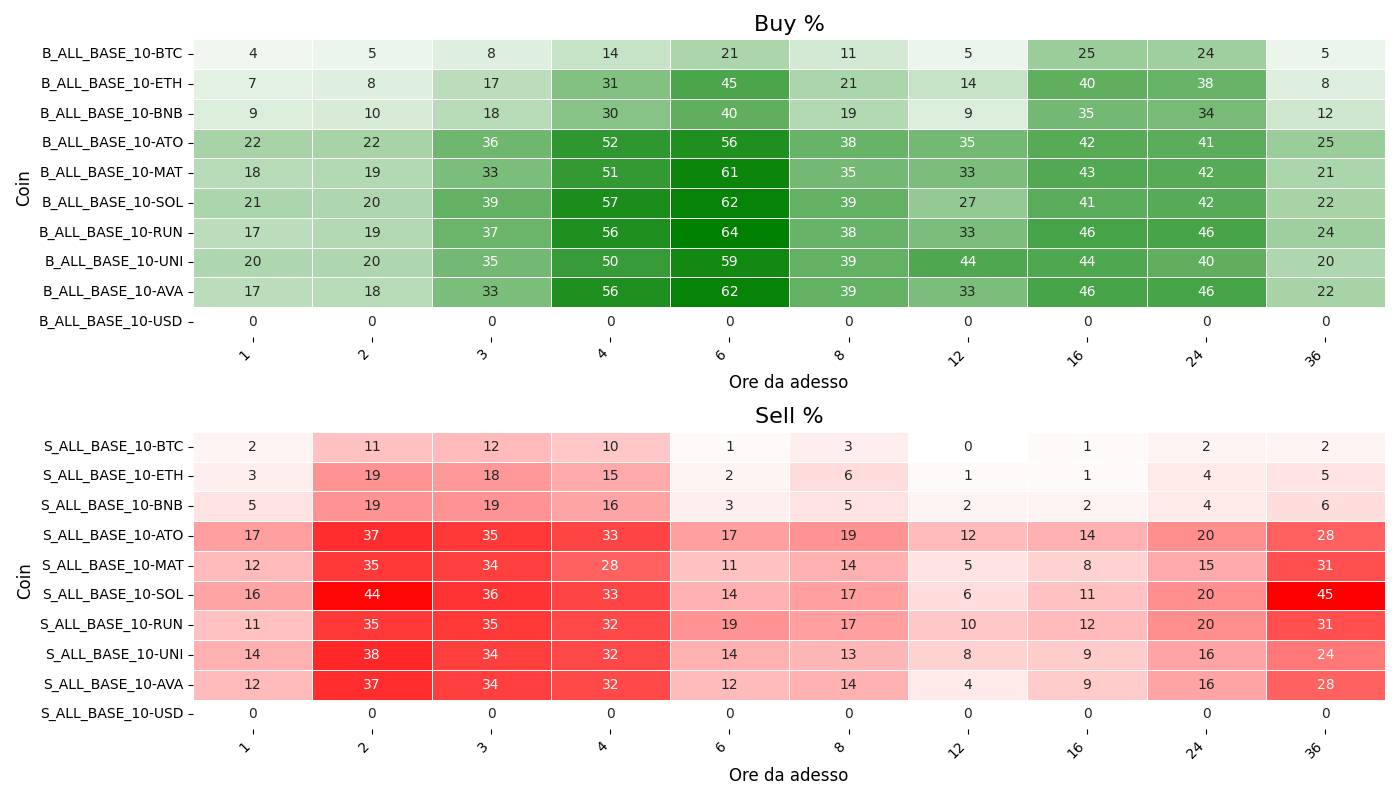 Buy %
Coin
B_ALL_BASE_10-BTC 4 5 8 14 21 11 5 25 24 5
B_ALL_BASE_10-ETH 7 8 17 31 45 21 14 40 38 8
B_ALL_BASE_10-BNB 9 10 18 30 40 19 9 35 34 12
B_ALL_BASE_10-ATO 22 22 36 52 56 38 35 42 41 25
B_ALL_BASE_10-MAT 18 19 33 51 61 35 33 43 42 21
B_ALL_BASE_10-SOL 21 20 39 57 62 39 27 41 42 22
B_ALL_BASE_10-RUN 17 19 37 56 64 38 33 46 46 24
B_ALL_BASE_10-UNI 20 20 35 50 59 39 44 44 40 20
B_ALL_BASE_10-AVA 17 18 33 56 62 39 33 46 46 22
B_ALL_BASE_10-USD 0 0 0 0 0 0 0 0 0 0
1 2 3 4 6 8 12 16 24 36
Ore da adesso
Sell %
Coin
S_ALL_BASE_10-BTC 2 11 12 10 1 3 0 1 2 2
S_ALL_BASE_10-ETH 3 19 18 15 2 6 1 1 4 5
S_ALL_BASE_10-BNB 5 19 19 16 3 5 2 2 4 6
S_ALL_BASE_10-ATO 17 37 35 33 17 19 12 14 20 28
S_ALL_BASE_10-MAT 12 35 34 28 11 14 5 8 15 31
S_ALL_BASE_10-SOL 16 44 36 33 14 17 6 11 20 45
S_ALL_BASE_10-RUN 11 35 35 32 19 17 10 12 20 31
S_ALL_BASE_10-UNI 14 38 34 32 14 13 8 9 16 24
S_ALL_BASE_10-AVA 12 37 34 32 12 14 4 9 16 28
S_ALL_BASE_10-USD 0 0 0 0 0 0 0 0 0 0
1 2 3 4 6 8 12 16 24 36
Ore da adesso